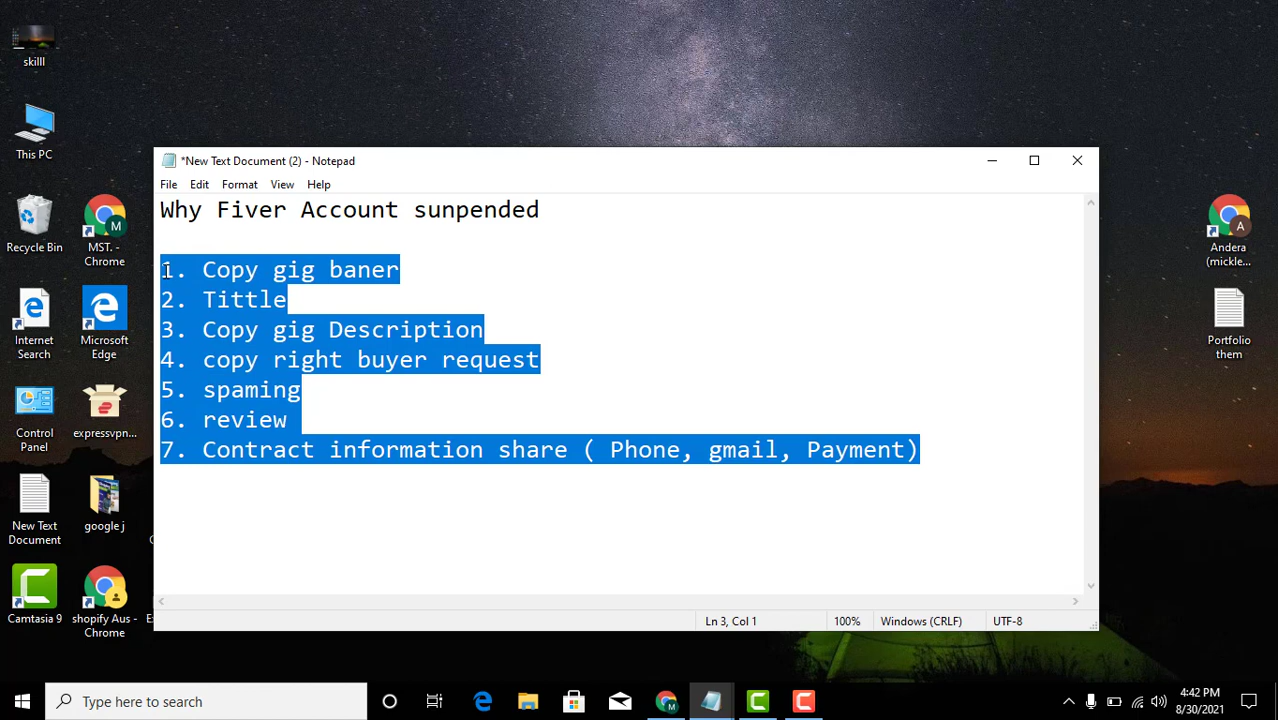 skilll
This PC
Recycle Bin
MST. -
Chrome
Internet
Search
Microsoft
Edge
Control
Panel
expressvpn...
New Text
Document
google j
Camtasia 9
shopify Aus -
Chrome
*New Text Document (2) - Notepad
File Edit Format View Help
Why Fiver Account sunpended
1. Copy gig baner
2. Tittle
3. Copy gig Description
4. copy right buyer request
5. spaming
6. review
7. Contract information share ( Phone, gmail, Payment)
Ln 3, Col 1 100% Windows (CRLF) UTF-8
Andera
(mickle...
Portfolio
them
Type here to search
4:42 PM
8/30/2021